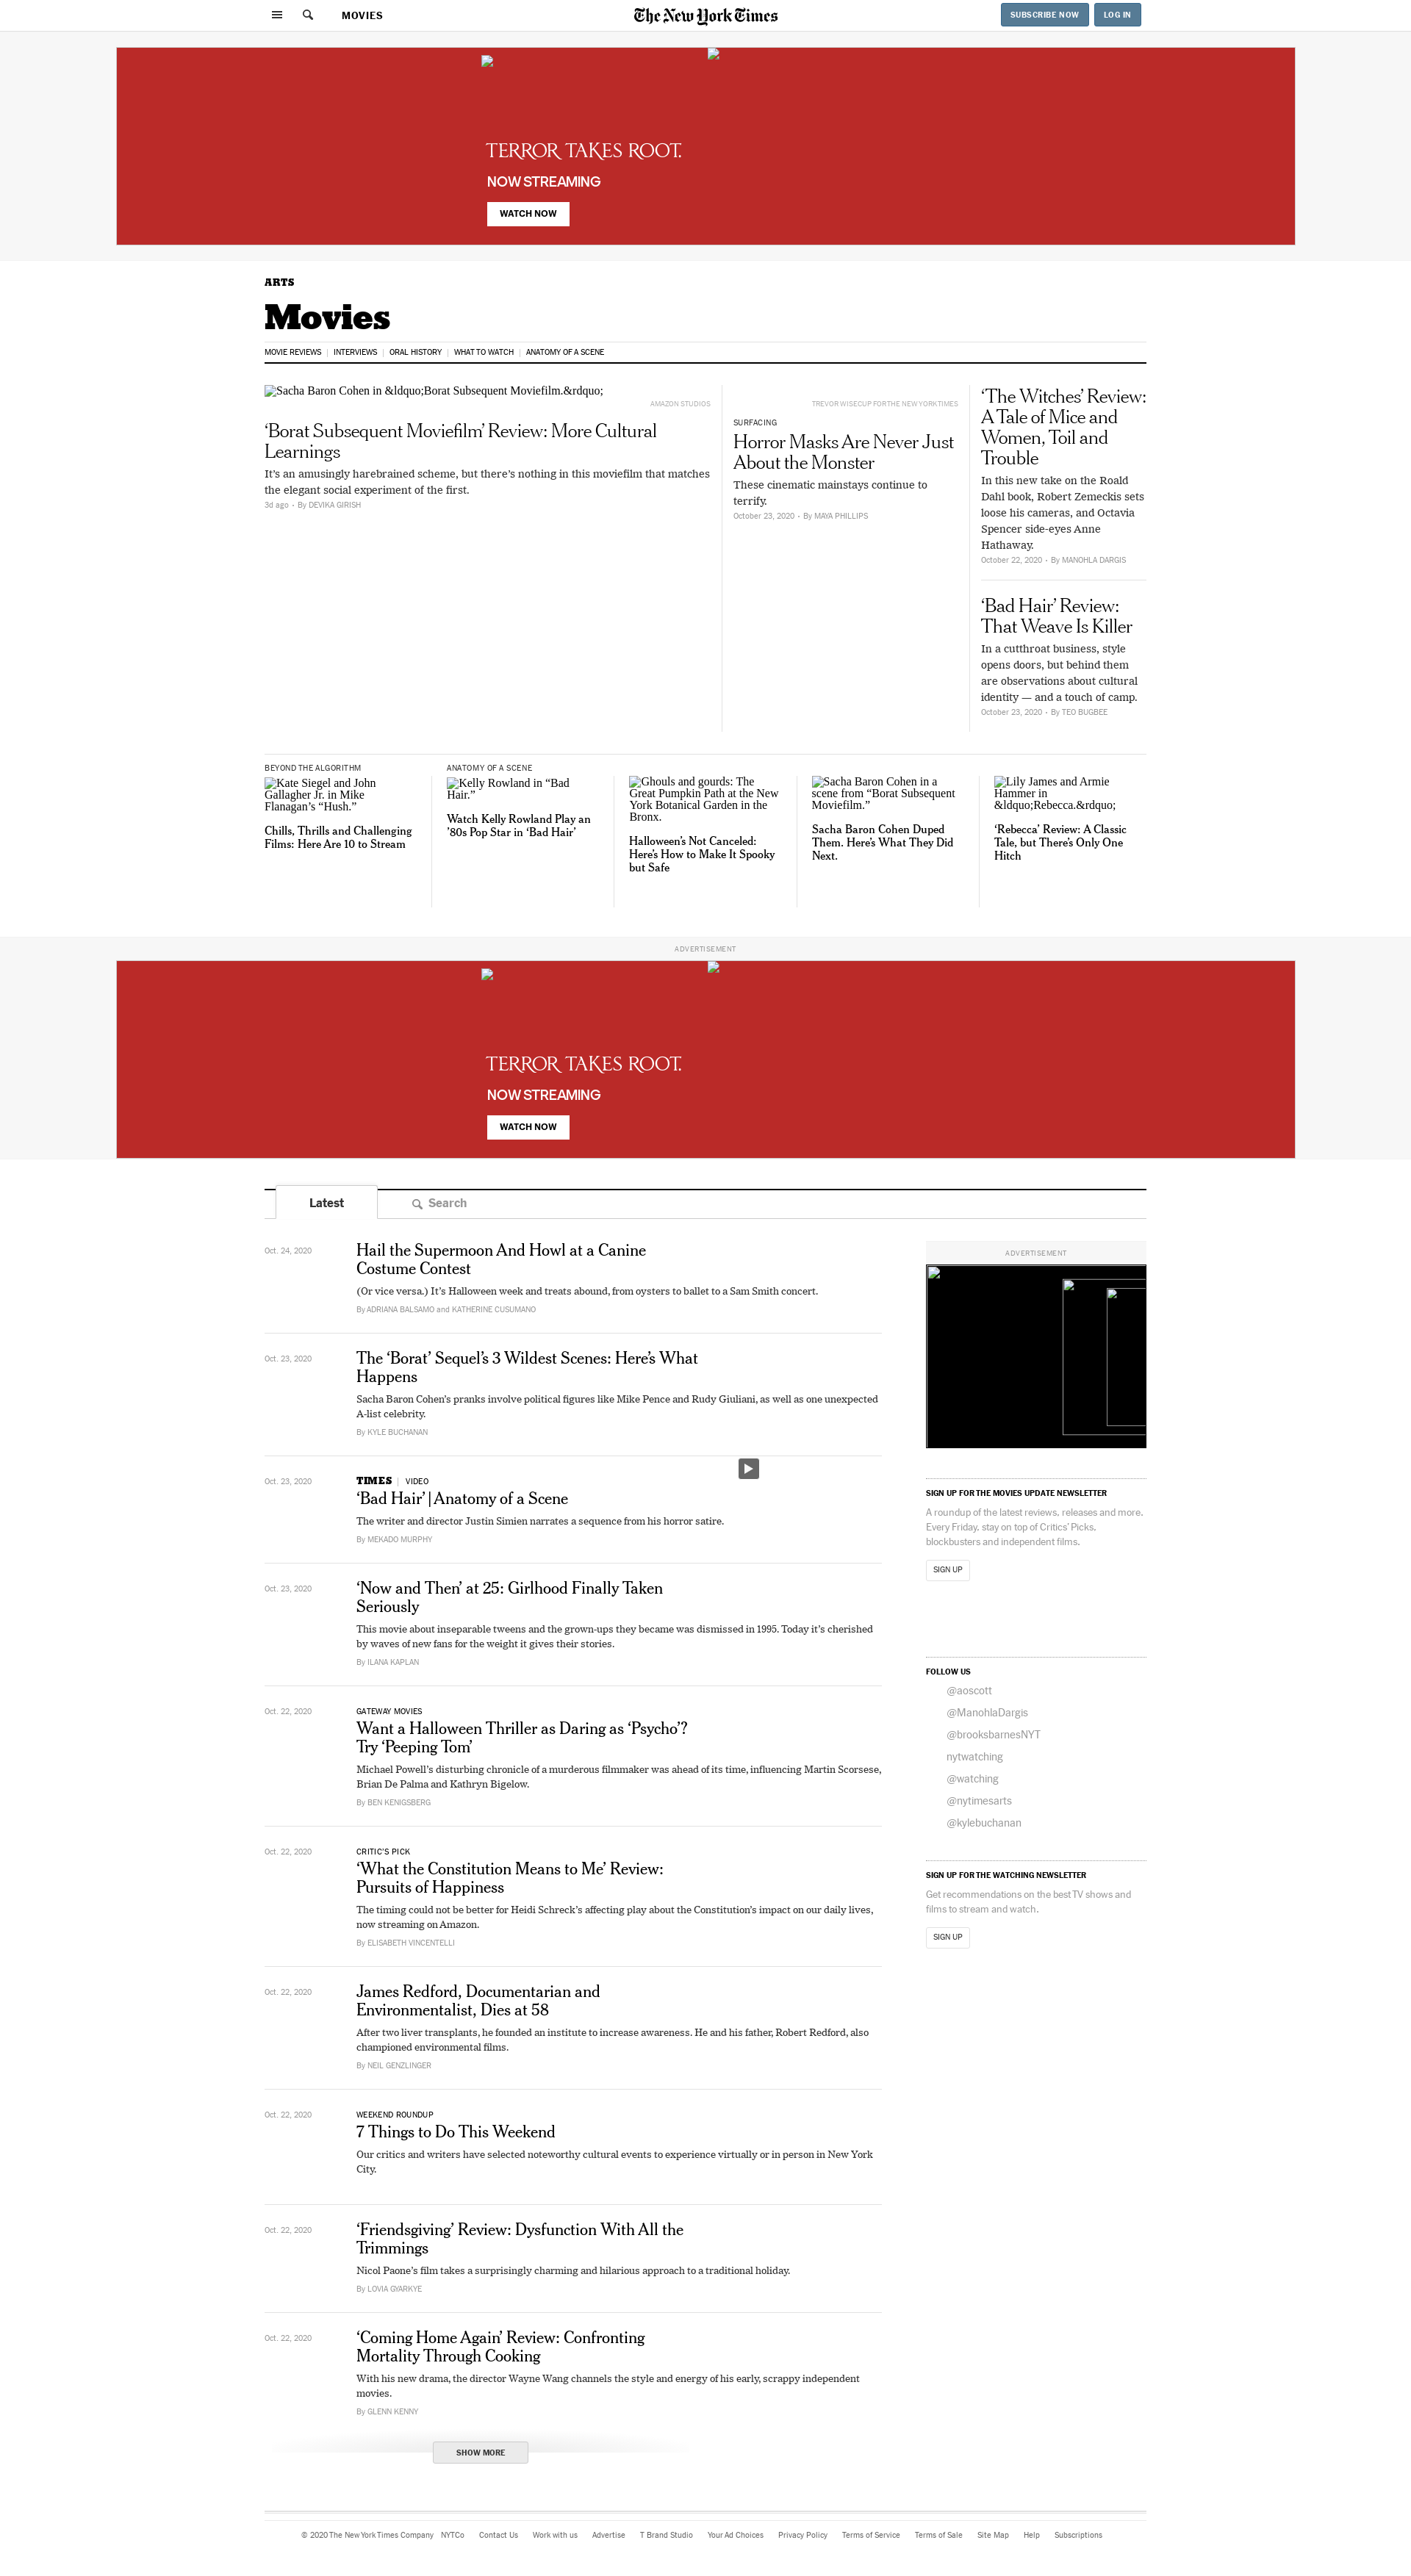 MOVIES
The New York Times
SUBSCRIBE NOW
LOG IN
TERROR TAKES ROOT.
NOW STREAMING
WATCH NOW
ARTS
Movies
MOVIE REVIEWS | INTERVIEWS | ORAL HISTORY | WHAT TO WATCH | ANATOMY OF A SCENE
Sacha Baron Cohen in &ldquo;Borat Subsequent Moviefilm.&rdquo;
AMAZON STUDIOS
‘Borat Subsequent Moviefilm’ Review: More Cultural
Learnings
It’s an amusingly harebrained scheme, but there’s nothing in this moviefilm that matches
the elegant social experiment of the first.
3d ago • By DEVIKA GIRISH
TREVOR WISECUP FOR THE NEW YORK TIMES
SURFACING
Horror Masks Are Never Just
About the Monster
These cinematic mainstays continue to
terrify.
October 23, 2020 • By MAYA PHILLIPS
‘The Witches’ Review:
A Tale of Mice and
Women, Toil and
Trouble
In this new take on the Roald
Dahl book, Robert Zemeckis sets
loose his cameras, and Octavia
Spencer side-eyes Anne
Hathaway.
October 22, 2020 • By MANOHLA DARGIS
‘Bad Hair’ Review:
That Weave Is Killer
In a cutthroat business, style
opens doors, but behind them
are observations about cultural
identity — and a touch of camp.
October 23, 2020 • By TEO BUGBEE
BEYOND THE ALGORITHM
Kate Siegel and John
Gallagher Jr. in Mike
Flanagan’s “Hush.”
Chills, Thrills and Challenging
Films: Here Are 10 to Stream
ANATOMY OF A SCENE
Kelly Rowland in “Bad
Hair.”
Watch Kelly Rowland Play an
’80s Pop Star in ‘Bad Hair’
Ghouls and gourds: The
Great Pumpkin Path at the New
York Botanical Garden in the
Bronx.
Halloween’s Not Canceled:
Here’s How to Make It Spooky
but Safe
Sacha Baron Cohen in a
scene from “Borat Subsequent
Moviefilm.”
Sacha Baron Cohen Duped
Them. Here’s What They Did
Next.
Lily James and Armie
Hammer in
&ldquo;Rebecca.&rdquo;
‘Rebecca’ Review: A Classic
Tale, but There’s Only One
Hitch
ADVERTISEMENT
TERROR TAKES ROOT.
NOW STREAMING
WATCH NOW
Latest
Search
Oct. 24, 2020
Hail the Supermoon And Howl at a Canine
Costume Contest
(Or vice versa.) It’s Halloween week and treats abound, from oysters to ballet to a Sam Smith concert.
By ADRIANA BALSAMO and KATHERINE CUSUMANO
Oct. 23, 2020
The ‘Borat’ Sequel’s 3 Wildest Scenes: Here’s What
Happens
Sacha Baron Cohen’s pranks involve political figures like Mike Pence and Rudy Giuliani, as well as one unexpected
A-list celebrity.
By KYLE BUCHANAN
Oct. 23, 2020
TIMES | VIDEO
‘Bad Hair’ | Anatomy of a Scene
The writer and director Justin Simien narrates a sequence from his horror satire.
By MEKADO MURPHY
Oct. 23, 2020
‘Now and Then’ at 25: Girlhood Finally Taken
Seriously
This movie about inseparable tweens and the grown-ups they became was dismissed in 1995. Today it’s cherished
by waves of new fans for the weight it gives their stories.
By ILANA KAPLAN
Oct. 22, 2020
GATEWAY MOVIES
Want a Halloween Thriller as Daring as ‘Psycho’?
Try ‘Peeping Tom’
Michael Powell’s disturbing chronicle of a murderous filmmaker was ahead of its time, influencing Martin Scorsese,
Brian De Palma and Kathryn Bigelow.
By BEN KENIGSBERG
Oct. 22, 2020
CRITIC’S PICK
‘What the Constitution Means to Me’ Review:
Pursuits of Happiness
The timing could not be better for Heidi Schreck’s affecting play about the Constitution’s impact on our daily lives,
now streaming on Amazon.
By ELISABETH VINCENTELLI
Oct. 22, 2020
James Redford, Documentarian and
Environmentalist, Dies at 58
After two liver transplants, he founded an institute to increase awareness. He and his father, Robert Redford, also
championed environmental films.
By NEIL GENZLINGER
Oct. 22, 2020
WEEKEND ROUNDUP
7 Things to Do This Weekend
Our critics and writers have selected noteworthy cultural events to experience virtually or in person in New York
City.
Oct. 22, 2020
‘Friendsgiving’ Review: Dysfunction With All the
Trimmings
Nicol Paone’s film takes a surprisingly charming and hilarious approach to a traditional holiday.
By LOVIA GYARKYE
Oct. 22, 2020
‘Coming Home Again’ Review: Confronting
Mortality Through Cooking
With his new drama, the director Wayne Wang channels the style and energy of his early, scrappy independent
movies.
By GLENN KENNY
SHOW MORE
ADVERTISEMENT
SIGN UP FOR THE MOVIES UPDATE NEWSLETTER
A roundup of the latest reviews, releases and more.
Every Friday, stay on top of Critics’ Picks,
blockbusters and independent films.
SIGN UP
FOLLOW US
@aoscott
@ManohlaDargis
@brooksbarnesNYT
nytwatching
@watching
@nytimesarts
@kylebuchanan
SIGN UP FOR THE WATCHING NEWSLETTER
Get recommendations on the best TV shows and
films to stream and watch.
SIGN UP
© 2020 The New York Times Company NYTCo Contact Us Work with us Advertise T Brand Studio Your Ad Choices Privacy Policy Terms of Service Terms of Sale Site Map Help Subscriptions